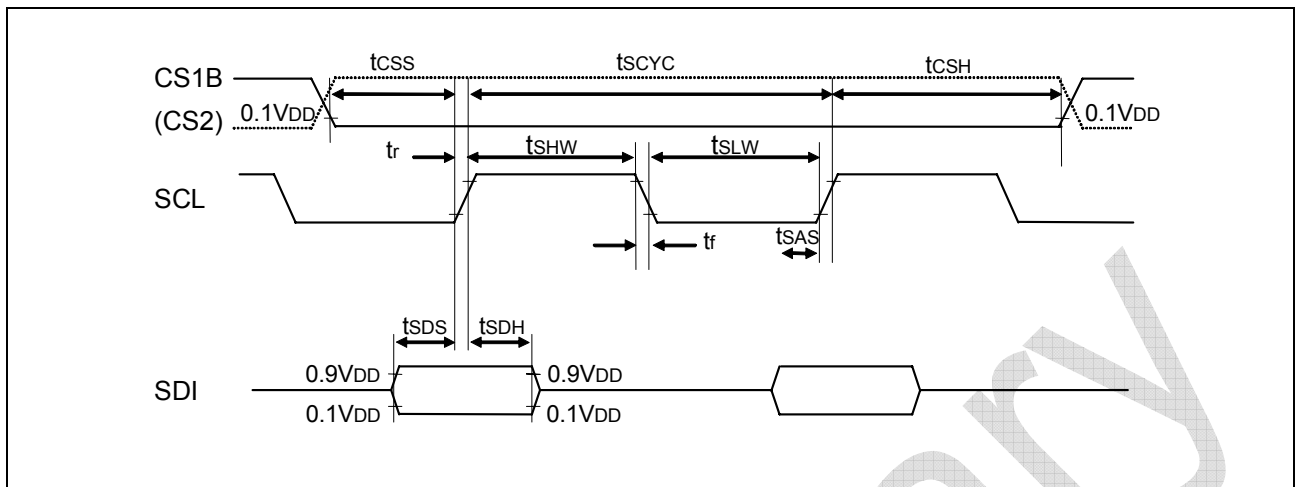 tCSS tSCYC tCSH
CS1B
(CS2) 0.1VDD 0.1VDD
tr tSHW tSLW
SCL
tf tSAS
tSDS tSDH
0.9VDD 0.9VDD
SDI
0.1VDD 0.1VDD